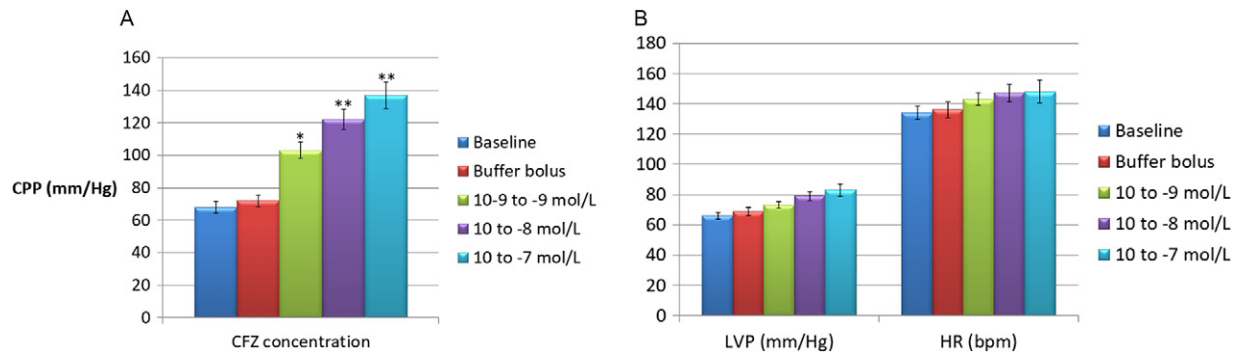 A
160
140
120
100
80
60
40
20
0
CPP (mm/Hg)
*
**
**
CFZ concentration
Baseline
Buffer bolus
10-9 to -9 mol/L
10 to -8 mol/L
10 to -7 mol/L
B
180
160
140
120
100
80
60
40
20
0
LVP (mm/Hg)
HR (bpm)
Baseline
Buffer bolus
10 to -9 mol/L
10 to -8 mol/L
10 to -7 mol/L